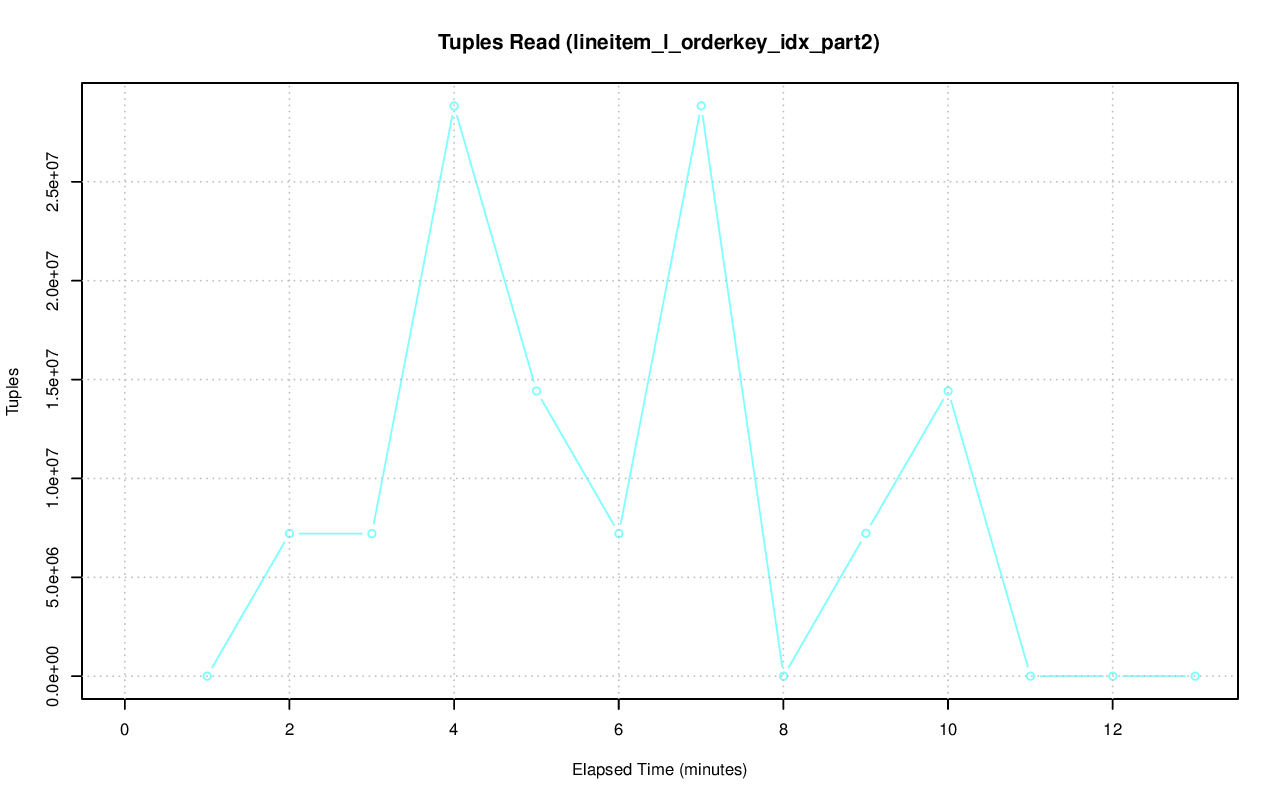 Tuples Read (lineitem_l_orderkey_idx_part2)
Tuples
2.5e+07
2.0e+07
1.5e+07
1.0e+07
5.0e+06
0.0e+00
0 2 4 6 8 10 12
Elapsed Time (minutes)